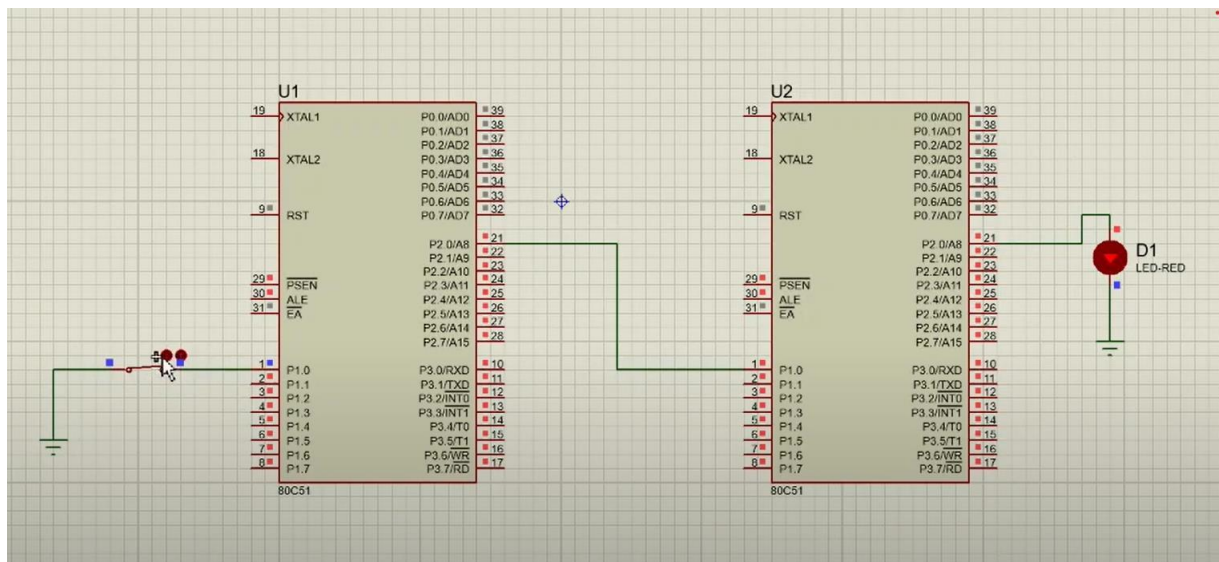 U1
19 XTAL1
18 XTAL2
9 RST
29 PSEN
30 ALE
31 EA
1 P1.0
2 P1.1
3 P1.2
4 P1.3
5 P1.4
6 P1.5
7 P1.6
8 P1.7
P0.0/AD0 39
P0.1/AD1 38
P0.2/AD2 37
P0.3/AD3 36
P0.4/AD4 35
P0.5/AD5 34
P0.6/AD6 33
P0.7/AD7 32
P2.0/A8 21
P2.1/A9 22
P2.2/A10 23
P2.3/A11 24
P2.4/A12 25
P2.5/A13 26
P2.6/A14 27
P2.7/A15 28
P3.0/RXD 10
P3.1/TXD 11
P3.2/INT0 12
P3.3/INT1 13
P3.4/T0 14
P3.5/T1 15
P3.6/WR 16
P3.7/RD 17
80C51
U2
19 XTAL1
18 XTAL2
9 RST
29 PSEN
30 ALE
31 EA
1 P1.0
2 P1.1
3 P1.2
4 P1.3
5 P1.4
6 P1.5
7 P1.6
8 P1.7
P0.0/AD0 39
P0.1/AD1 38
P0.2/AD2 37
P0.3/AD3 36
P0.4/AD4 35
P0.5/AD5 34
P0.6/AD6 33
P0.7/AD7 32
P2.0/A8 21
P2.1/A9 22
P2.2/A10 23
P2.3/A11 24
P2.4/A12 25
P2.5/A13 26
P2.6/A14 27
P2.7/A15 28
P3.0/RXD 10
P3.1/TXD 11
P3.2/INT0 12
P3.3/INT1 13
P3.4/T0 14
P3.5/T1 15
P3.6/WR 16
P3.7/RD 17
80C51
D1
LED-RED